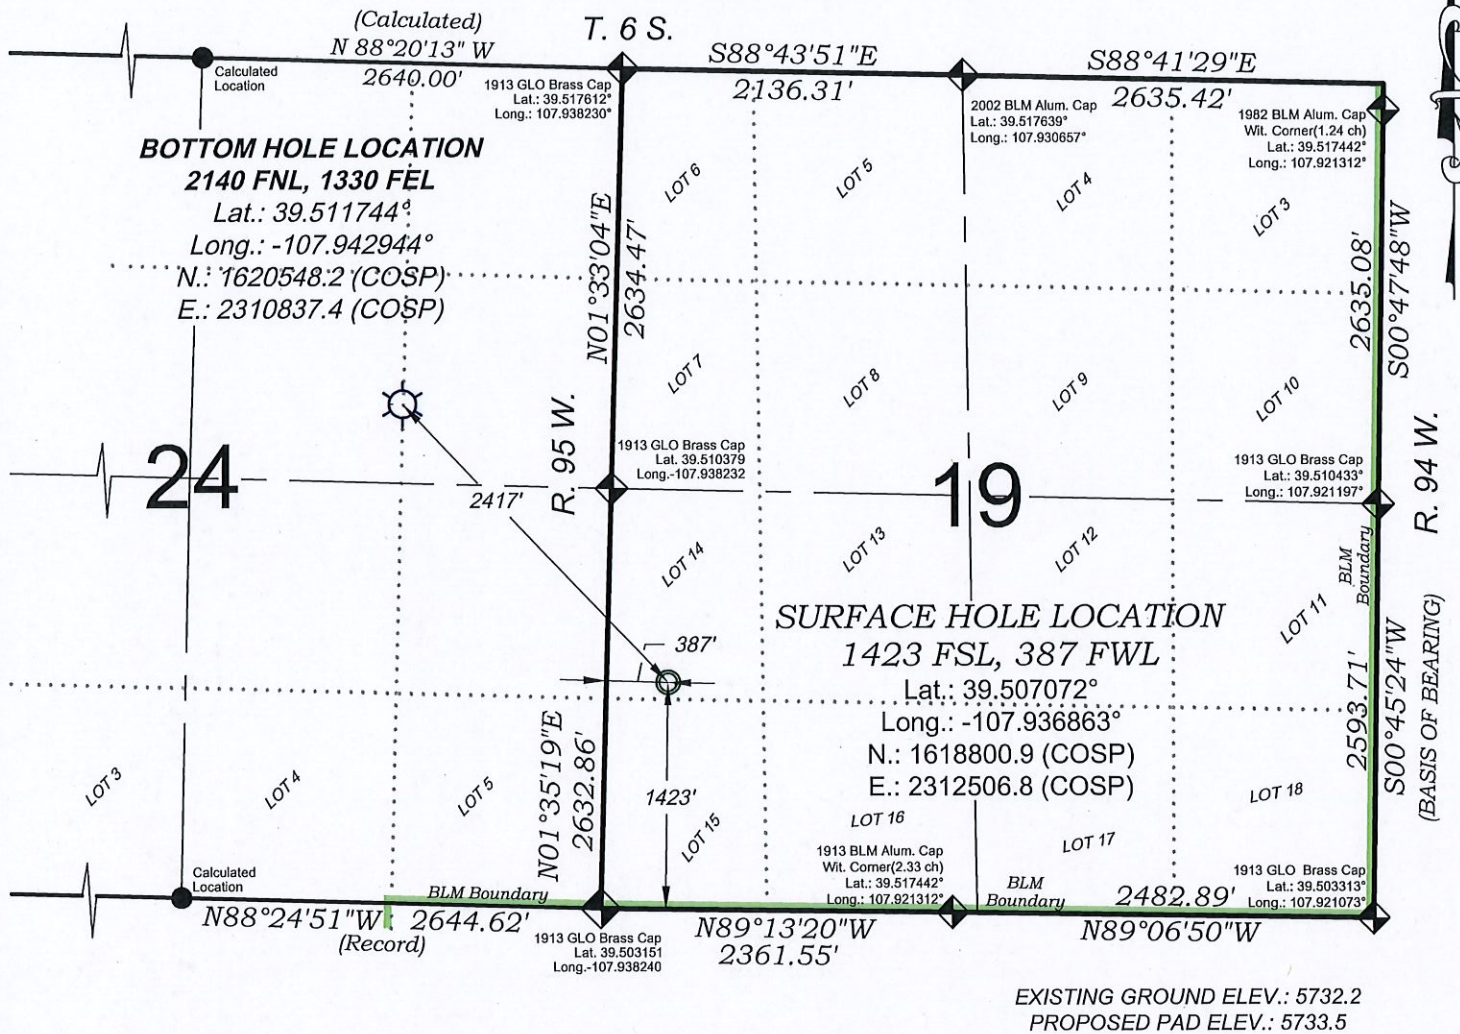 (Calculated)
N 88°20'13" W
2640.00'
T. 6 S.
S88°43'51"E
2136.31'
S88°41'29"E
2635.42'
Calculated
Location
1913 GLO Brass Cap
Lat.: 39.517612°
Long.: 107.938230°
2002 BLM Alum. Cap
Lat.: 39.517639°
Long.: 107.930657°
1982 BLM Alum. Cap
Wit. Corner(1.24 ch)
Lat.: 39.517442°
Long.: 107.921312°
BOTTOM HOLE LOCATION
2140 FNL, 1330 FEL
Lat.: 39.511744°
Long.: -107.942944°
N.: 1620548.2 (COSP)
E.: 2310837.4 (COSP)
LOT 6
LOT 5
LOT 4
LOT 3
N01°33'04"E
2634.47'
2635.08'
S00°47'48"W
LOT 7
LOT 8
LOT 9
LOT 10
R. 95 W.
R. 94 W.
1913 GLO Brass Cap
Lat. 39.510379
Long.-107.938232
1913 GLO Brass Cap
Lat.: 39.510433°
Long.: 107.921197°
24
19
2417'
LOT 14
LOT 13
LOT 12
LOT 11
BLM
Boundary
SURFACE HOLE LOCATION
1423 FSL, 387 FWL
Lat.: 39.507072°
Long.: -107.936863°
N.: 1618800.9 (COSP)
E.: 2312506.8 (COSP)
387'
1423'
N01°35'19"E
2632.86'
2593.71'
S00°45'24"W
(BASIS OF BEARING)
LOT 3
LOT 4
LOT 5
LOT 15
LOT 16
LOT 17
LOT 18
1913 BLM Alum. Cap
Wit. Corner(2.33 ch)
Lat.: 39.517442°
Long.: 107.921312°
1913 GLO Brass Cap
Lat.: 39.503313°
Long.: 107.921073°
Calculated
Location
BLM Boundary
BLM
Boundary
N88°24'51"W
2644.62'
(Record)
1913 GLO Brass Cap
Lat. 39.503151
Long.-107.938240
N89°13'20"W
2361.55'
2482.89'
N89°06'50"W
EXISTING GROUND ELEV.: 5732.2
PROPOSED PAD ELEV.: 5733.5